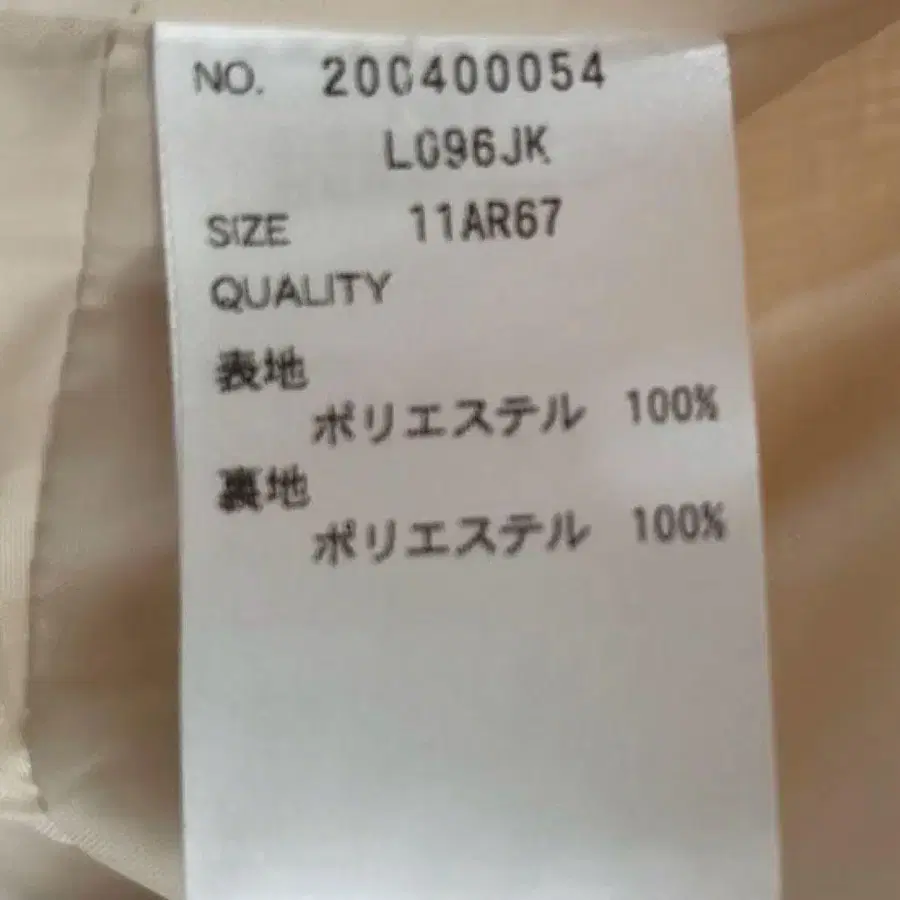 NO. 200400054
L096JK
SIZE 11AR67
QUALITY
表地
ポリエステル 100%
裏地
ポリエステル 100%